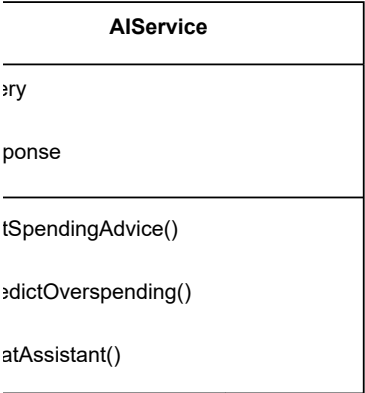 AIService
ery
ponse
tSpendingAdvice()
edictOverspending()
atAssistant()